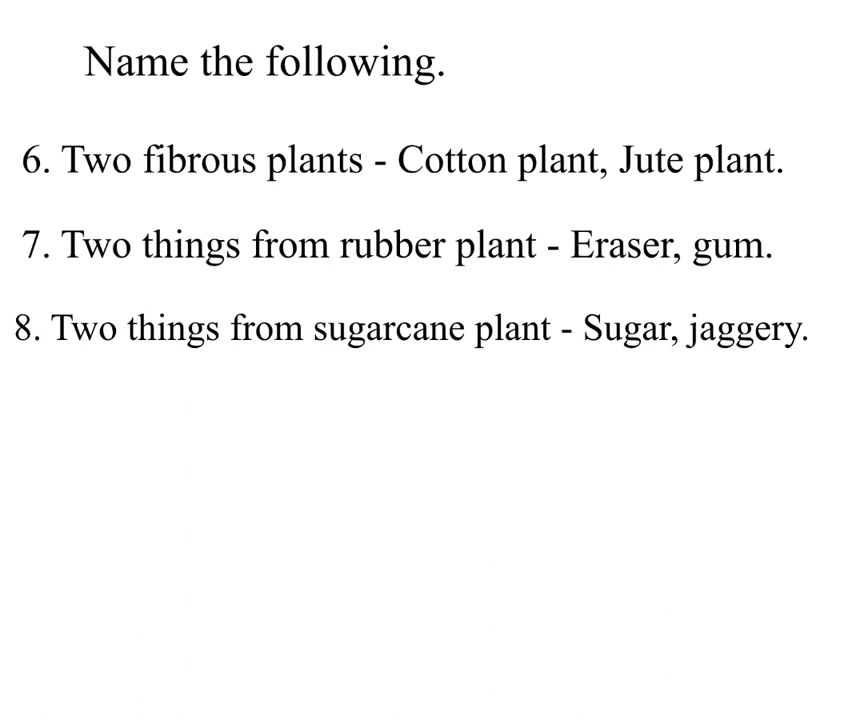 Name the following.
6. Two fibrous plants - Cotton plant, Jute plant.
7. Two things from rubber plant - Eraser, gum.
8. Two things from sugarcane plant - Sugar, jaggery.